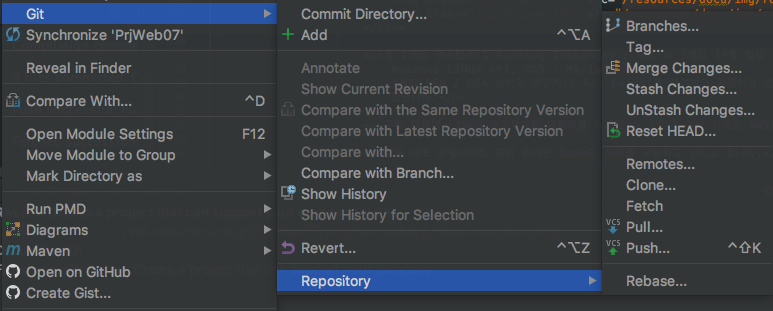 Git
Synchronize 'PrjWeb07'
Reveal in Finder
Compare With... ^D
Open Module Settings F12
Move Module to Group
Mark Directory as
Run PMD
Diagrams
Maven
Open on GitHub
Create Gist...
Commit Directory...
Add ⌥A
Annotate
Show Current Revision
Compare with the Same Repository Version
Compare with Latest Repository Version
Compare with...
Compare with Branch...
Show History
Show History for Selection
Revert... ⌥Z
Repository
Branches...
Tag...
Merge Changes...
Stash Changes...
UnStash Changes...
Reset HEAD...
Remotes...
Clone...
Fetch
VCS Pull...
VCS Push... ^⇧K
Rebase...